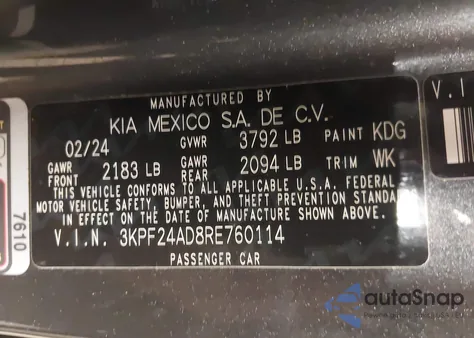 MANUFACTURED BY
KIA MEXICO S.A. DE C.V.
02/24 GVWR 3792 LB PAINT KDG
GAWR FRONT 2183 LB GAWR REAR 2094 LB TRIM WK
THIS VEHICLE CONFORMS TO ALL APPLICABLE U.S.A. FEDERAL
MOTOR VEHICLE SAFETY, BUMPER, AND THEFT PREVENTION STANDA
IN EFFECT ON THE DATE OF MANUFACTURE SHOWN ABOVE.
V.I.N. 3KPF24AD8RE760114
PASSENGER CAR
7610
V.I
autoSnap